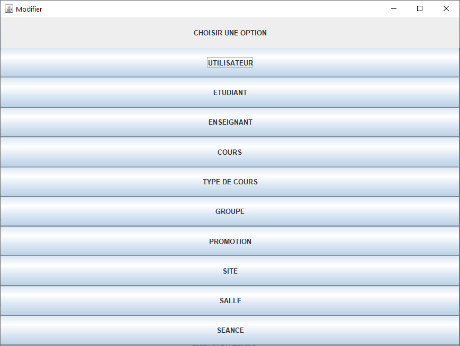 Modifier
CHOISIR UNE OPTION
UTILISATEUR
ETUDIANT
ENSEIGNANT
COURS
TYPE DE COURS
GROUPE
PROMOTION
SITE
SALLE
SEANCE